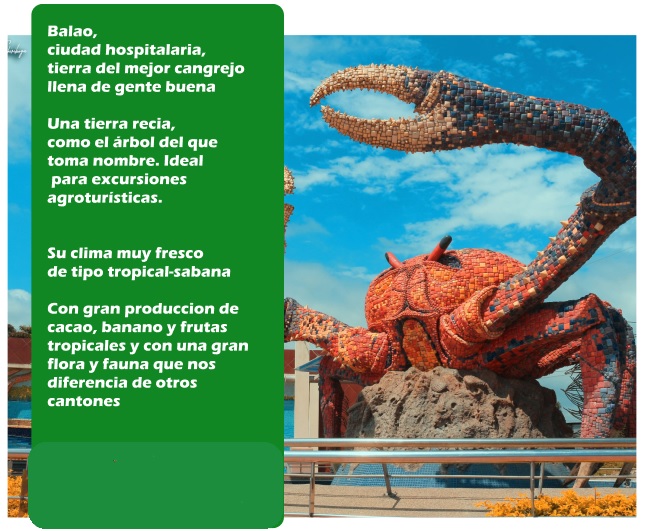 Balao,
ciudad hospitalaria,
tierra del mejor cangrejo
llena de gente buena
Una tierra recia,
como el árbol del que
toma nombre. Ideal
para excursiones
agroturísticas.
Su clima muy fresco
de tipo tropical-sabana
Con gran produccion de
cacao, banano y frutas
tropicales y con una gran
flora y fauna que nos
diferencia de otros
cantones